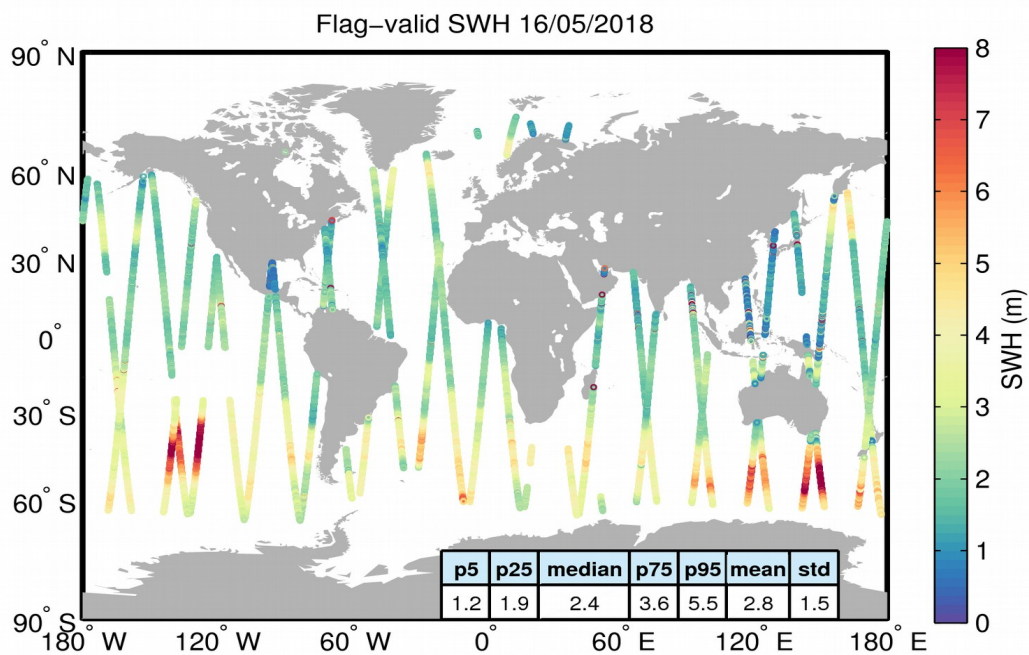 Flag−valid SWH 16/05/2018
90° N
60° N
30° N
0°
30° S
60° S
90° S
180° W
120° W
60° W
0°
60° E
120° E
180° E
p5 p25 median p75 p95 mean std
1.2 1.9 2.4 3.6 5.5 2.8 1.5
8
7
6
5
4
3
2
1
0
SWH (m)